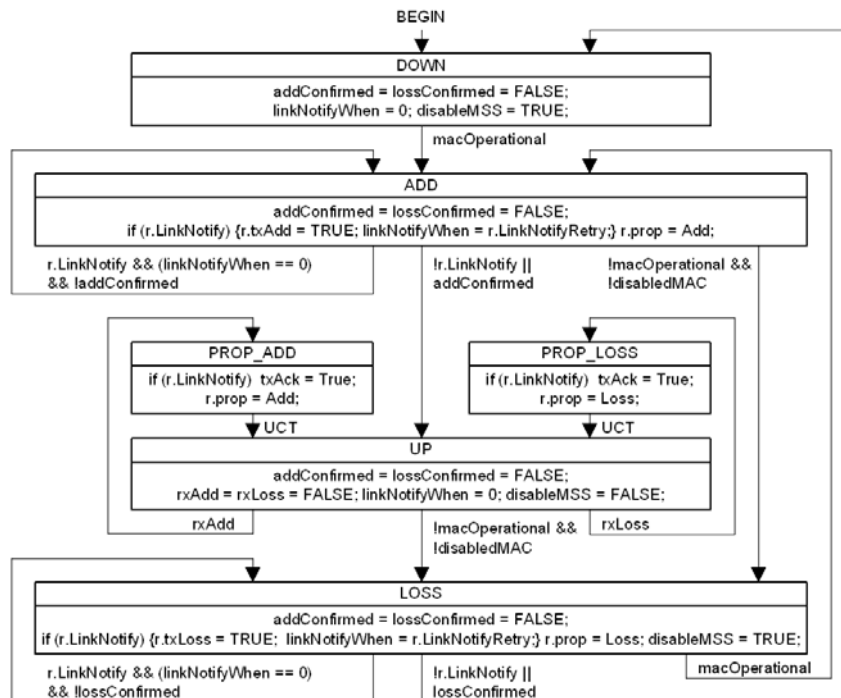 BEGIN
DOWN
addConfirmed = lossConfirmed = FALSE;
linkNotifyWhen = 0; disableMSS = TRUE;
macOperational
ADD
addConfirmed = lossConfirmed = FALSE;
if (r.LinkNotify) {r.txAdd = TRUE; linkNotifyWhen = r.LinkNotifyRetry;} r.prop = Add;
r.LinkNotify && (linkNotifyWhen == 0)
&& !addConfirmed
!r.LinkNotify ||
addConfirmed
!macOperational &&
!disabledMAC
PROP_ADD
if (r.LinkNotify) txAck = True;
r.prop = Add;
UCT
PROP_LOSS
if (r.LinkNotify) txAck = True;
r.prop = Loss;
UCT
UP
addConfirmed = lossConfirmed = FALSE;
rxAdd = rxLoss = FALSE; linkNotifyWhen = 0; disableMSS = FALSE;
rxAdd
!macOperational &&
!disabledMAC
rxLoss
LOSS
addConfirmed = lossConfirmed = FALSE;
if (r.LinkNotify) {r.txLoss = TRUE; linkNotifyWhen = r.LinkNotifyRetry;} r.prop = Loss; disableMSS = TRUE;
r.LinkNotify && (linkNotifyWhen == 0)
&& !lossConfirmed
!r.LinkNotify ||
lossConfirmed
macOperational